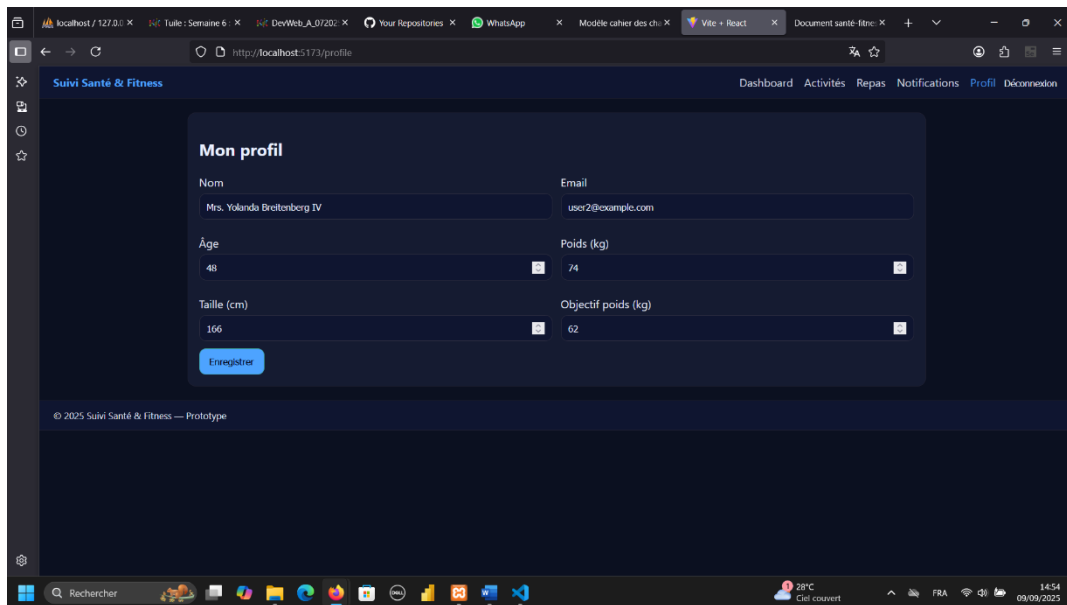 localhost / 127.0.0
Tuile : Semaine 6 :
DevWeb_A_07202
Your Repositories
WhatsApp
Modèle cahier des cha
Vite + React
Document santé-fitne
http://localhost:5173/profile
Suivi Santé & Fitness
Dashboard Activités Repas Notifications Profil Déconnexion
Mon profil
Nom Email
Mrs. Yolanda Breitenberg IV user2@example.com
Âge Poids (kg)
48 74
Taille (cm) Objectif poids (kg)
166 62
Enregistrer
© 2025 Suivi Santé & Fitness — Prototype
Rechercher
1
28°C
Ciel couvert
FRA
14:54
09/09/2025